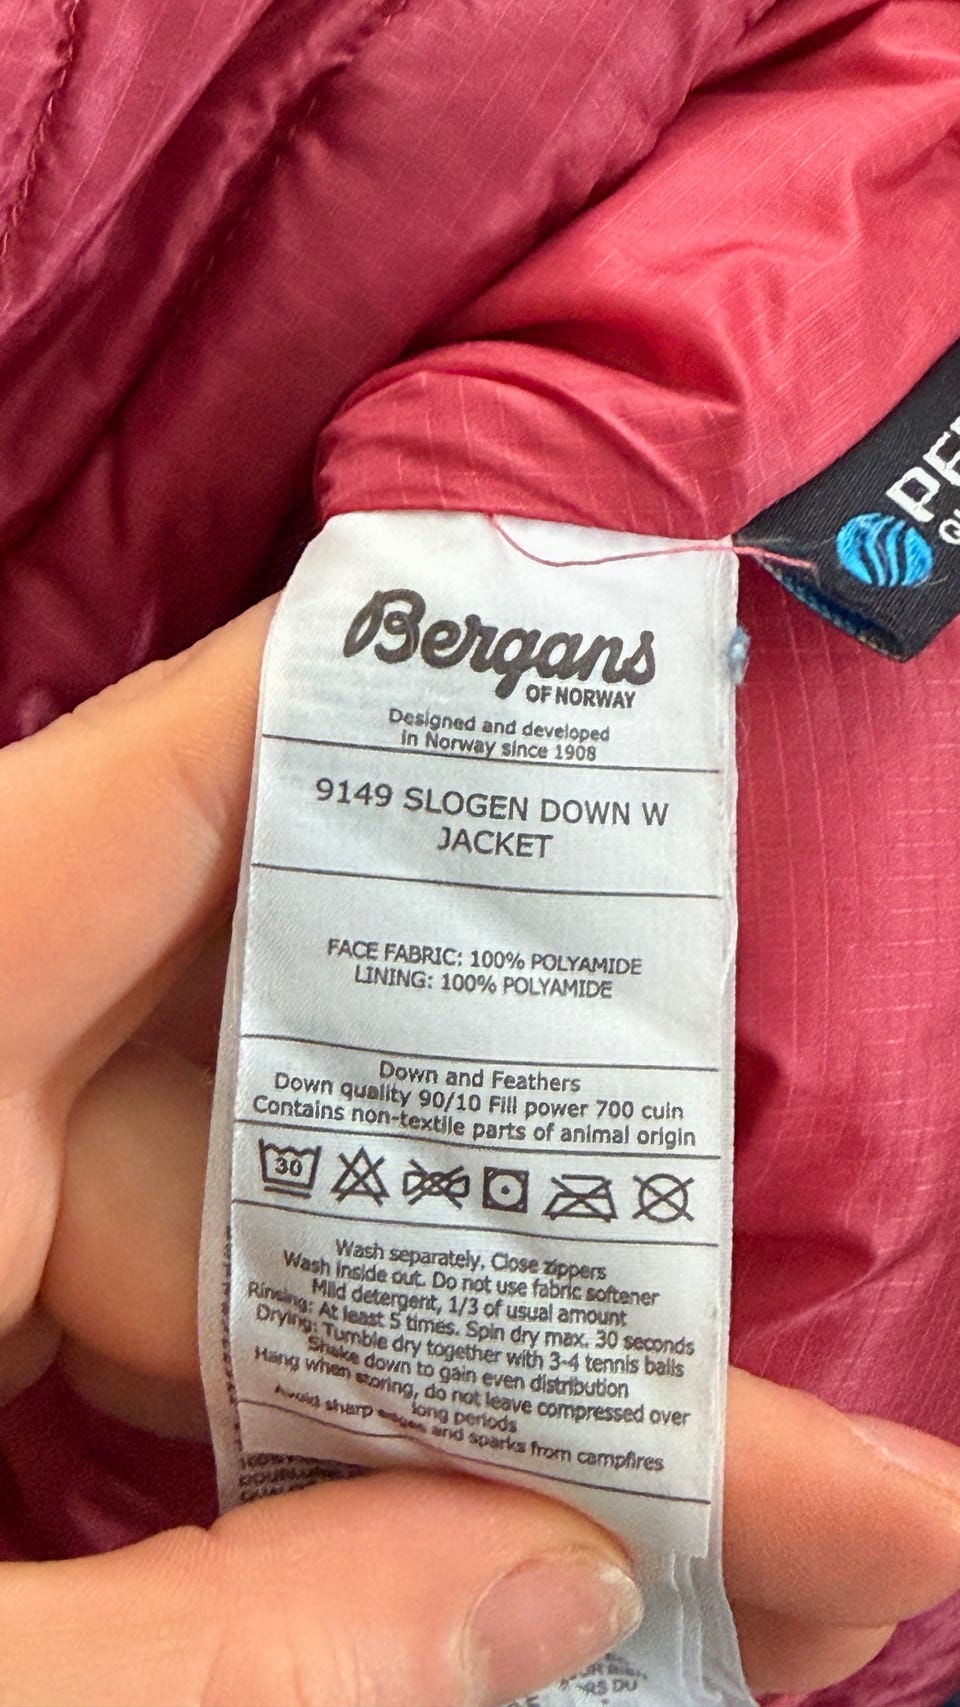 Bergans
OF NORWAY
Designed and developed
in Norway since 1908
9149 SLOGEN DOWN W
JACKET
FACE FABRIC: 100% POLYAMIDE
LINING: 100% POLYAMIDE
Down and Feathers
Down quality 90/10 Fill power 700 cuin
Contains non-textile parts of animal origin
30
Wash separately. Close zippers
Wash inside out. Do not use fabric softener
Mild detergent, 1/3 of usual amount
Rinsing: At least 5 times. Spin dry max. 30 seconds
Drying: Tumble dry together with 3-4 tennis balls
Shake down to gain even distribution
Hang when storing, do not leave compressed over
long periods
Avoid sharp edges and sparks from campfires